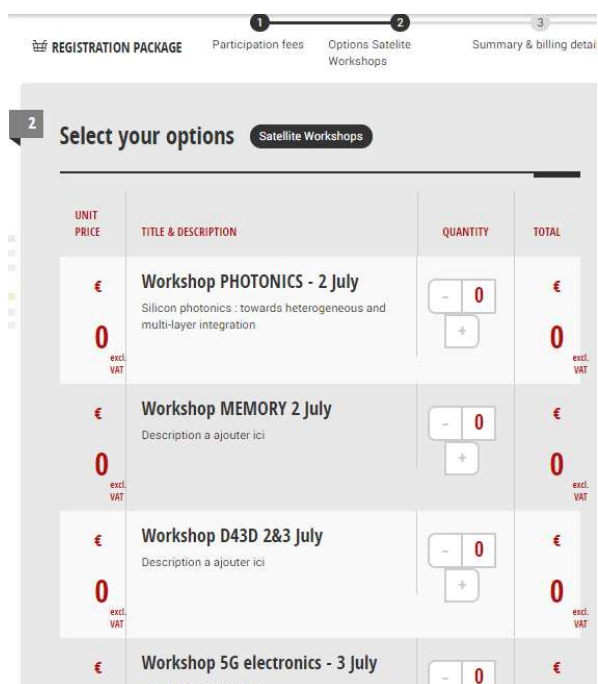 1
2
3
REGISTRATION PACKAGE
Participation fees
Options Satelite
Workshops
Summary & billing detai
2
Select your options
Satellite Workshops
UNIT
PRICE
TITLE & DESCRIPTION
QUANTITY
TOTAL
€
0
excl.
VAT
Workshop PHOTONICS - 2 July
Silicon photonics : towards heterogeneous and
multi-layer integration
- 0
+
€
0
excl.
VAT
€
0
excl.
VAT
Workshop MEMORY 2 July
Description a ajouter ici
- 0
+
€
0
excl.
VAT
€
0
excl.
VAT
Workshop D43D 2&3 July
Description a ajouter ici
- 0
+
€
0
excl.
VAT
€
Workshop 5G electronics - 3 July
- 0
€